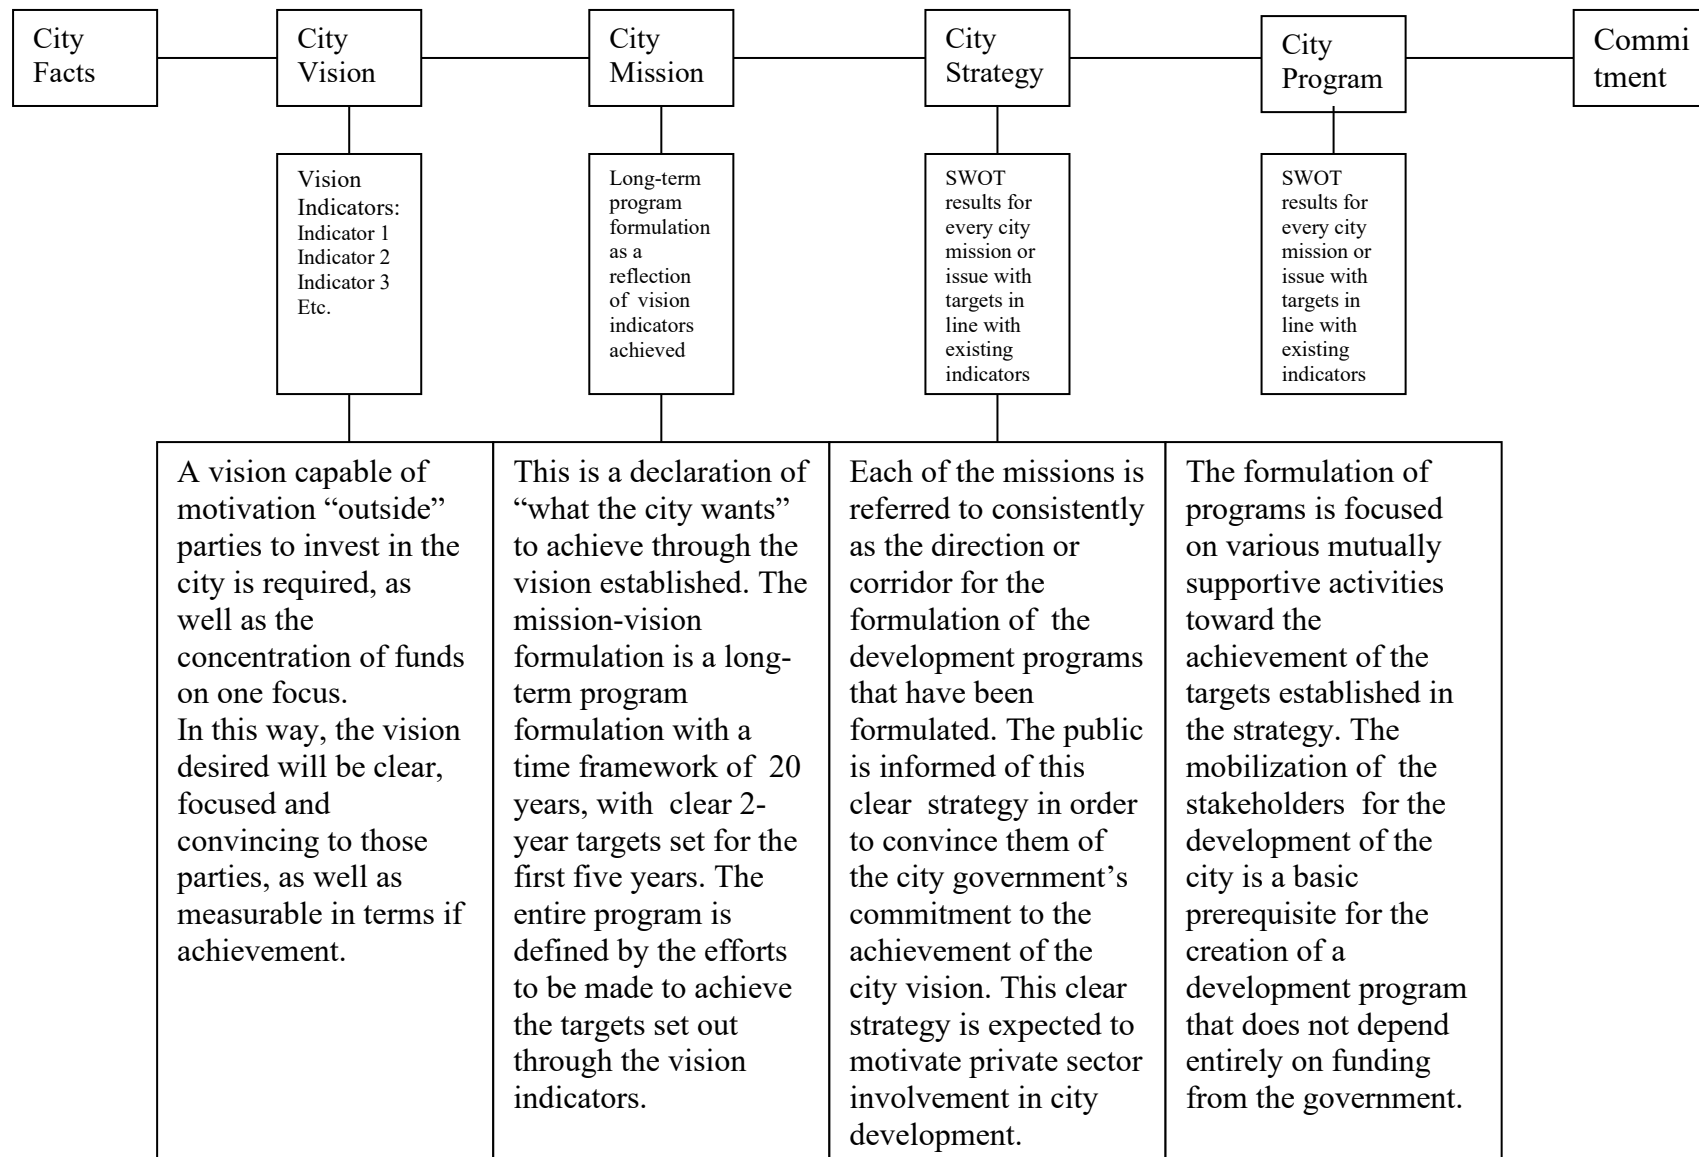 City
Facts
City
Vision
City
Mission
City
Strategy
City
Program
Commi
tment
Vision
Indicators:
Indicator 1
Indicator 2
Indicator 3
Etc.
Long-term
program
formulation
as a
reflection
of vision
indicators
achieved
SWOT
results for
every city
mission or
issue with
targets in
line with
existing
indicators
SWOT
results for
every city
mission or
issue with
targets in
line with
existing
indicators
A vision capable of
motivation “outside”
parties to invest in the
city is required, as
well as the
concentration of funds
on one focus.
In this way, the vision
desired will be clear,
focused and
convincing to those
parties, as well as
measurable in terms if
achievement.
This is a declaration of
“what the city wants”
to achieve through the
vision established. The
mission-vision
formulation is a long-
term program
formulation with a
time framework of 20
years, with clear 2-
year targets set for the
first five years. The
entire program is
defined by the efforts
to be made to achieve
the targets set out
through the vision
indicators.
Each of the missions is
referred to consistently
as the direction or
corridor for the
formulation of the
development programs
that have been
formulated. The public
is informed of this
clear strategy in order
to convince them of
the city government’s
commitment to the
achievement of the
city vision. This clear
strategy is expected to
motivate private sector
involvement in city
development.
The formulation of
programs is focused
on various mutually
supportive activities
toward the
achievement of the
targets established in
the strategy. The
mobilization of the
stakeholders for the
development of the
city is a basic
prerequisite for the
creation of a
development program
that does not depend
entirely on funding
from the government.